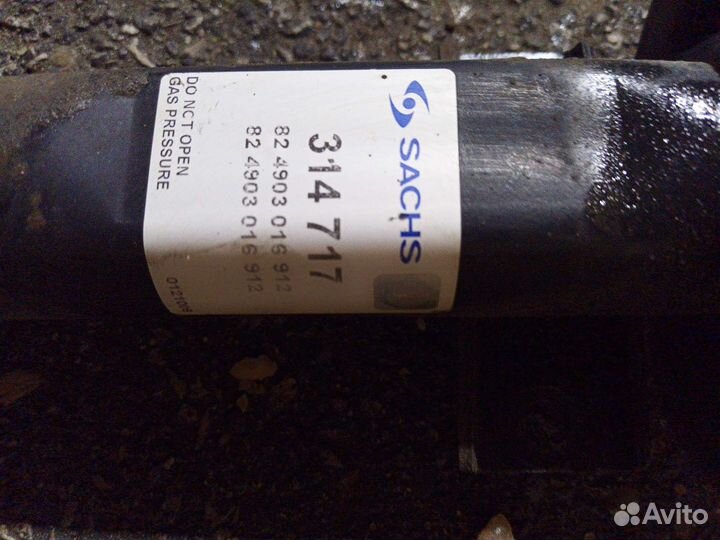 SACHS
314 717
82 4903 016 912
82 4903 016 912
DO NCT OPEN
GAS PRESSURE
Avito